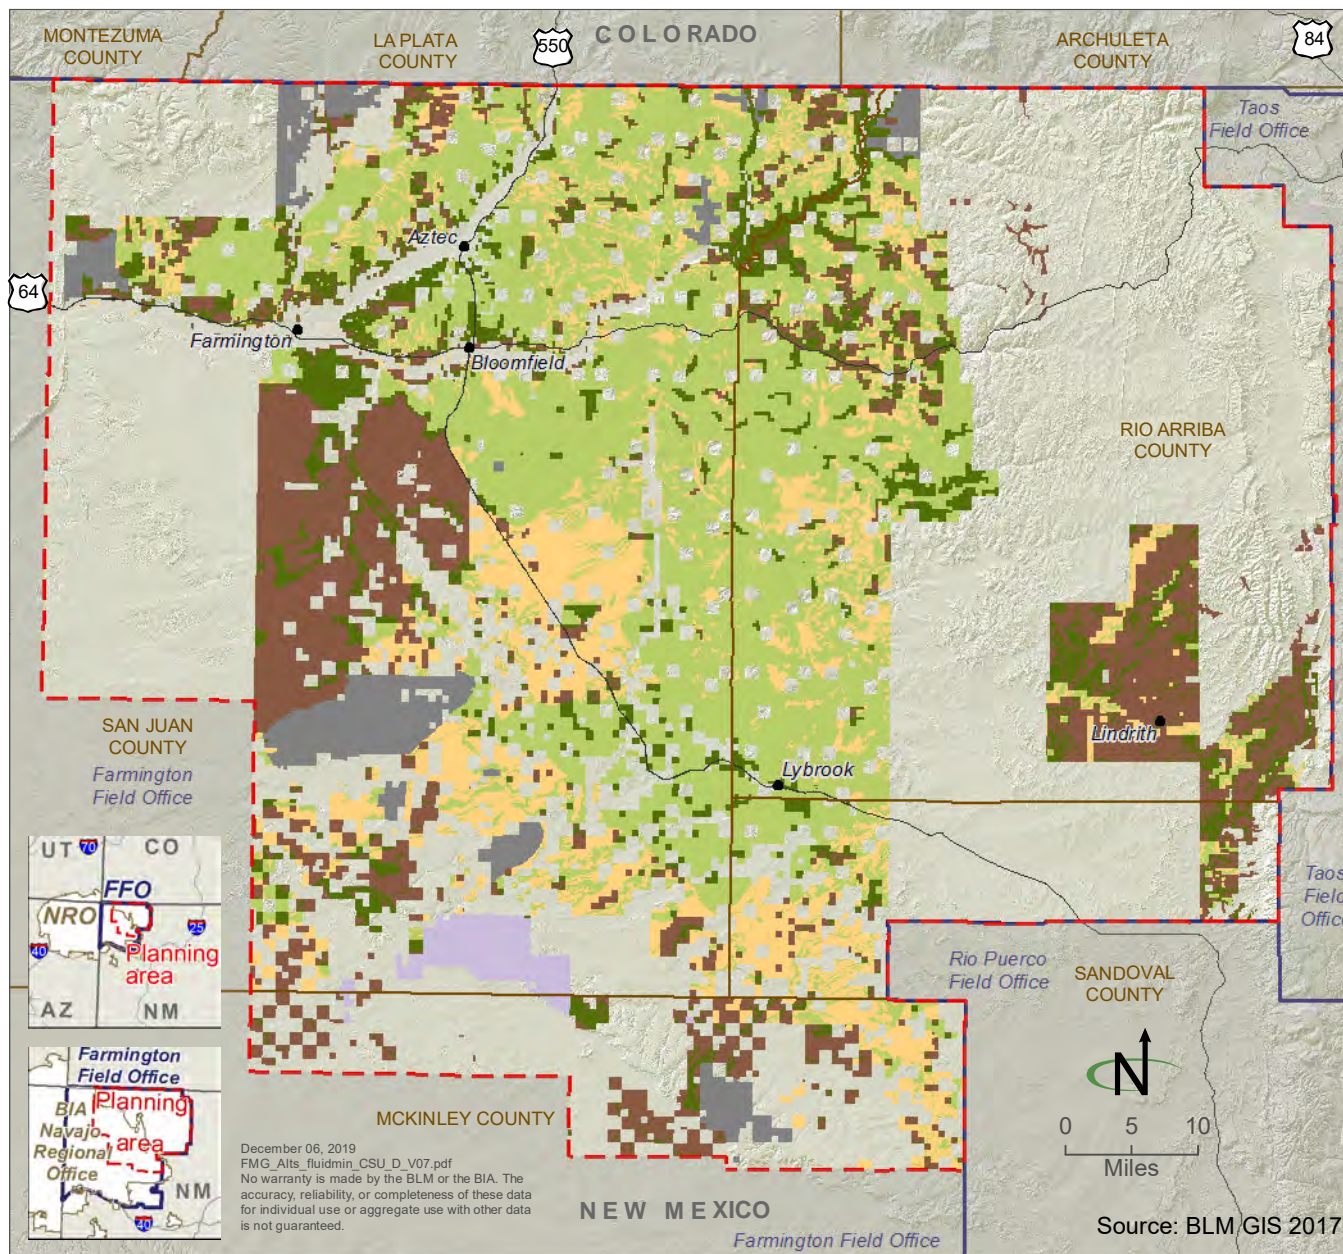 MONTEZUMA
COUNTY
LA PLATA
COUNTY
550
COLORADO
ARCHULETA
COUNTY
84
Taos
Field Office
Aztec
64
Farmington
Bloomfield
RIO ARRIBA
COUNTY
SAN JUAN
COUNTY
Farmington
Field Office
Lindrith
Lybrook
UT 70 CO
FFO
NRO
25
40
Planning
area
AZ NM
Taos
Field
Office
Rio Puerco
Field Office
SANDOVAL
COUNTY
N
0 5 10
Miles
Farmington
Field Office
Planning
area
BIA
Navajo
Regional
Office
NM
40
MCKINLEY COUNTY
December 06, 2019
FMG_Alts_fluidmin_CSU_D_V07.pdf
No warranty is made by the BLM or the BIA. The
accuracy, reliability, or completeness of these data
for individual use or aggregate use with other data
is not guaranteed.
NEW MEXICO
Farmington Field Office
Source: BLM GIS 2017